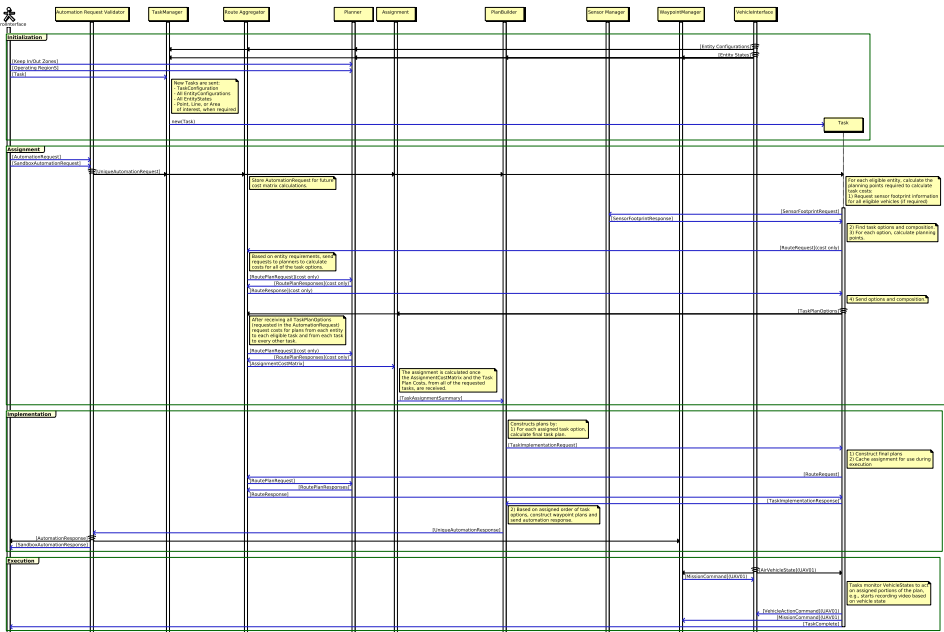 Automation Request Validator
TaskManager
Route Aggregator
Planner
Assignment
PlanBuilder
Sensor Manager
WaypointManager
VehicleInterface
Initialization
[Entity Configurations]
[Entity States]
[Keep In/Out Zones]
[Operating Regions]
[Task]
New Tasks are sent:
- TaskConfiguration
- All EntityConfigurations
- All EntityStates
- Point, Line, or Area
of interest, when required
new(Task)
Task
Assignment
[AutomationRequest]
[SandboxAutomationRequest]
[UniqueAutomationRequest]
Store AutomationRequest for future
cost matrix calculations.
For each eligible entity, calculate the
planning points required to calculate
task costs:
1) Request sensor footprint information
for all eligible vehicles (if required)
[SensorFootprintRequest]
[SensorFootprintResponse]
2) Find task options and composition.
3) For each option, calculate planning
points.
[RouteRequest](cost only)
Based on entity requirements, send
requests to planners to calculate
costs for all of the task options.
[RoutePlanRequest](cost only)
[RoutePlanResponses](cost only)
[RouteResponse](cost only)
4) Send options and composition.
[TaskPlanOptions]
After receiving all TaskPlanOptions
(requested in the AutomationRequest)
request costs for plans from each entity
to each eligible task and from each task
to every other task.
[RoutePlanRequest](cost only)
[RoutePlanResponses](cost only)
[AssignmentCostMatrix]
The assignment is calculated once
the AssignmentCostMatrix and the Task
Plan Costs, from all of the requested
tasks, are received.
[TaskAssignmentSummary]
Implementation
Constructs plans by:
1) For each assigned task option,
calculate final task plan.
[TaskImplementationRequest]
1) Construct final plans
2) Cache assignment for use during
execution
[RouteRequest]
[RoutePlanRequest]
[RoutePlanResponses]
[RouteResponse]
[TaskImplementationResponse]
2) Based on assigned order of task
options, construct waypoint plans and
send automation response.
[UniqueAutomationResponse]
[AutomationResponse]
[SandboxAutomationResponse]
Execution
[AirVehicleState](UAV01)
[MissionCommand](UAV01)
Tasks monitor VehicleStates to act
on assigned portions of the plan,
e.g., starts recording video based
on vehicle state
[VehicleActionCommand](UAV01)
[MissionCommand](UAV01)
[TaskComplete]